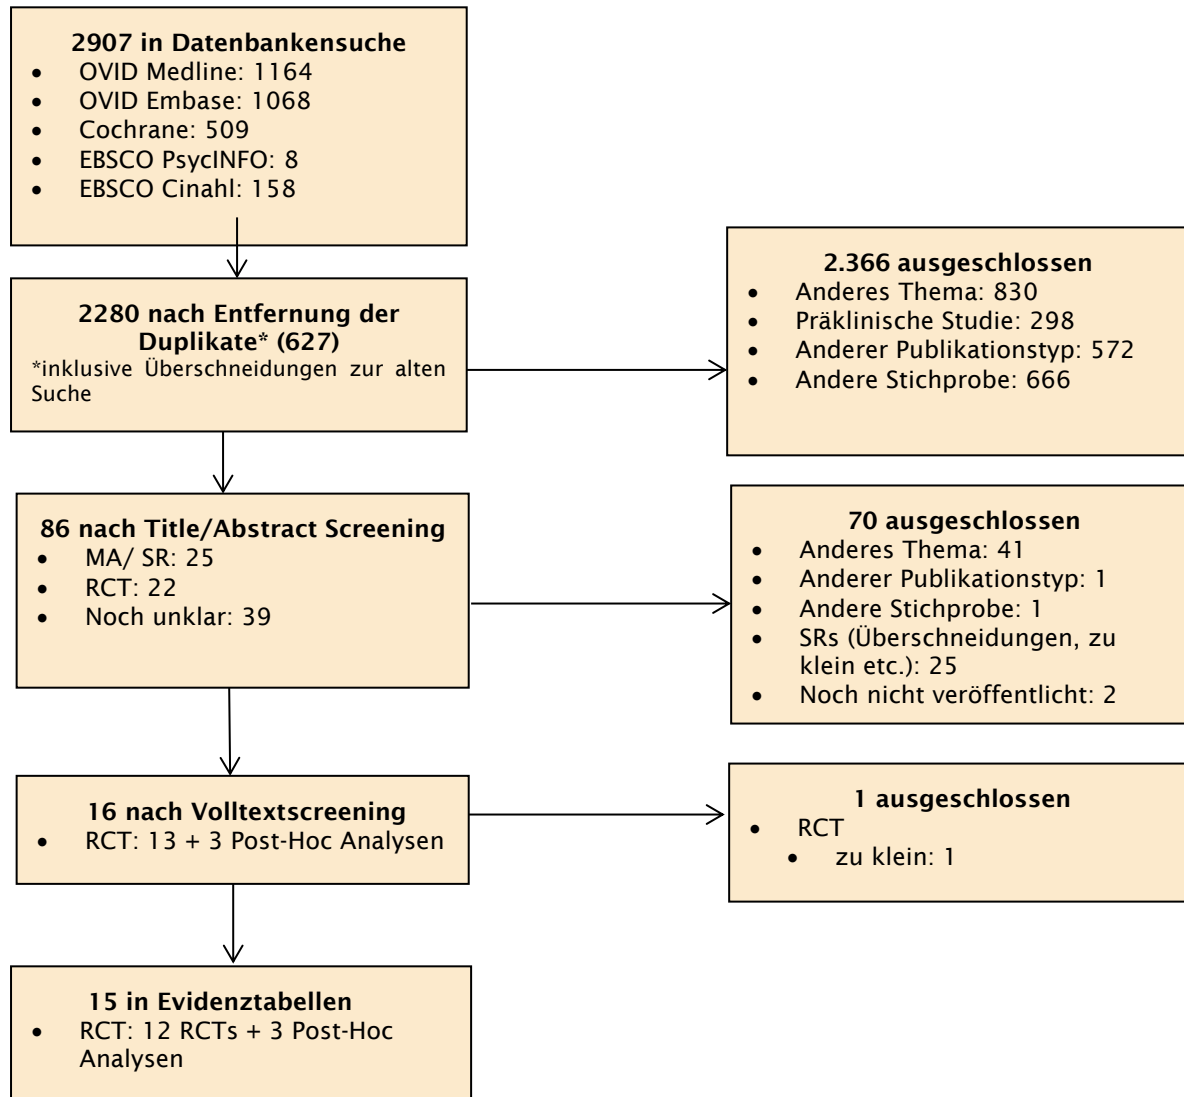 2907 in Datenbankensuche
• OVID Medline: 1164
• OVID Embase: 1068
• Cochrane: 509
• EBSCO PsycINFO: 8
• EBSCO Cinahl: 158
2280 nach Entfernung der
Duplikate* (627)
*inklusive Überschneidungen zur alten
Suche
2.366 ausgeschlossen
• Anderes Thema: 830
• Präklinische Studie: 298
• Anderer Publikationstyp: 572
• Andere Stichprobe: 666
86 nach Title/Abstract Screening
• MA/ SR: 25
• RCT: 22
• Noch unklar: 39
70 ausgeschlossen
• Anderes Thema: 41
• Anderer Publikationstyp: 1
• Andere Stichprobe: 1
• SRs (Überschneidungen, zu
klein etc.): 25
• Noch nicht veröffentlicht: 2
16 nach Volltextscreening
• RCT: 13 + 3 Post-Hoc Analysen
1 ausgeschlossen
• RCT
• zu klein: 1
15 in Evidenztabellen
• RCT: 12 RCTs + 3 Post-Hoc
Analysen